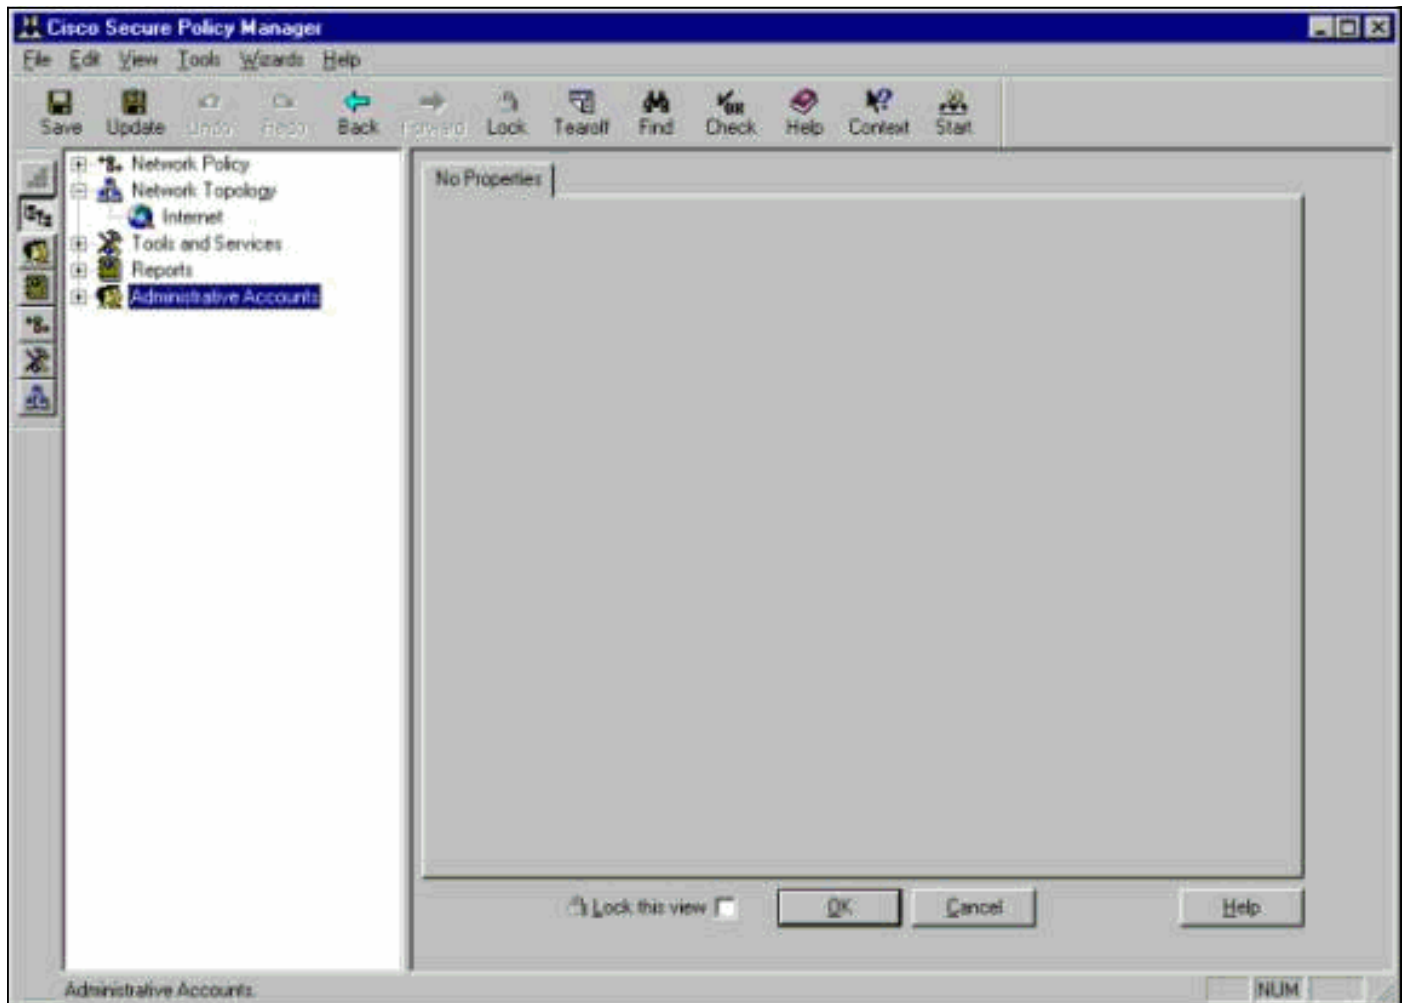 Cisco Secure Policy Manager
File Edit View Tools Wizards Help
Save Update Undo Redo Back Forward Lock Tearoff Find Check Help Context Start
Network Policy
Network Topology
Internet
Tools and Services
Reports
Administrative Accounts
No Properties
Lock this view
OK
Cancel
Help
Administrative Accounts.
NUM